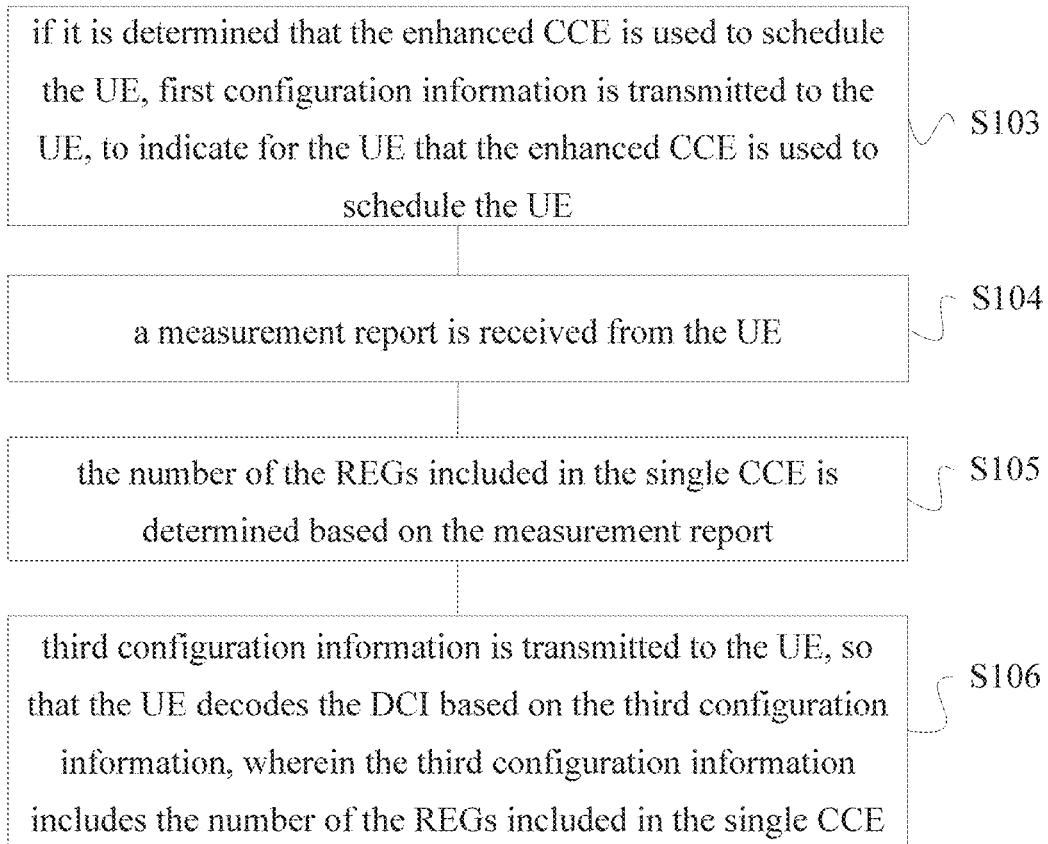 if it is determined that the enhanced CCE is used to schedule
the UE, first configuration information is transmitted to the
UE, to indicate for the UE that the enhanced CCE is used to
schedule the UE
S103
a measurement report is received from the UE
S104
the number of the REGs included in the single CCE is
determined based on the measurement report
S105
third configuration information is transmitted to the UE, so
that the UE decodes the DCI based on the third configuration
information, wherein the third configuration information
includes the number of the REGs included in the single CCE
S106